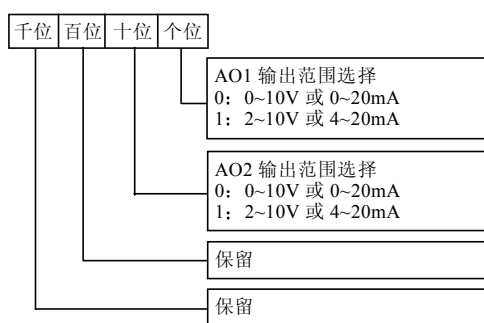 千位 百位 十位 个位
AO1 输出范围选择
0：0~10V 或 0~20mA
1：2~10V 或 4~20mA
AO2 输出范围选择
0：0~10V 或 0~20mA
1：2~10V 或 4~20mA
保留
保留